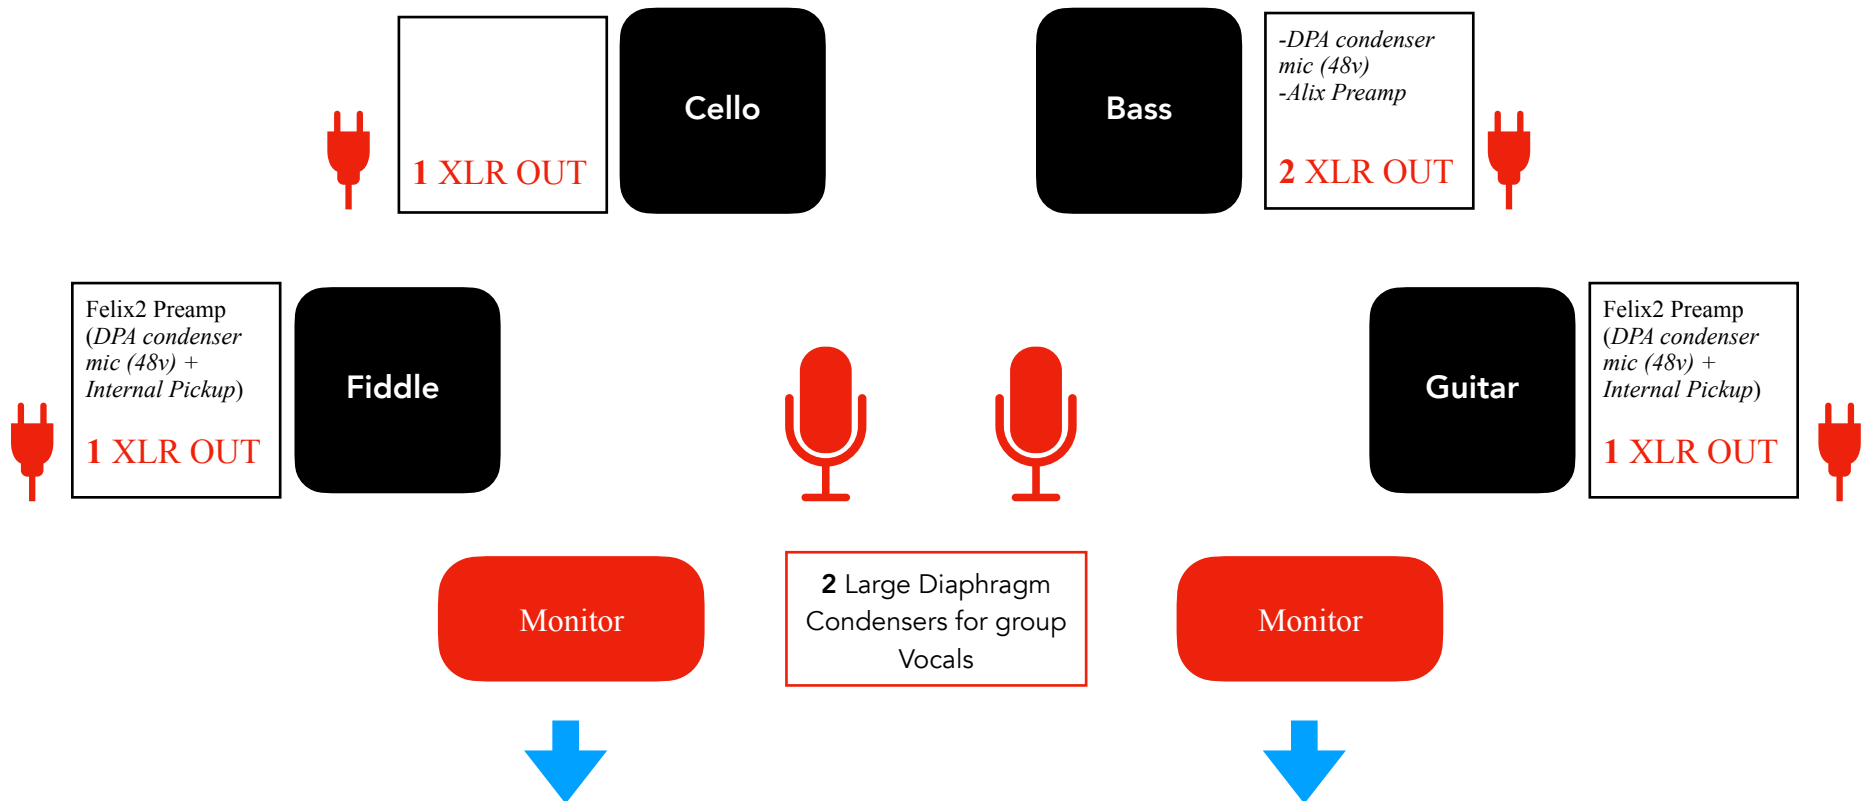 1 XLR OUT
Cello
Bass
-DPA condenser
mic (48v)
-Alix Preamp
2 XLR OUT
Felix2 Preamp
(DPA condenser
mic (48v) +
Internal Pickup)
1 XLR OUT
Fiddle
Guitar
Felix2 Preamp
(DPA condenser
mic (48v) +
Internal Pickup)
1 XLR OUT
Monitor
2 Large Diaphragm
Condensers for group
Vocals
Monitor